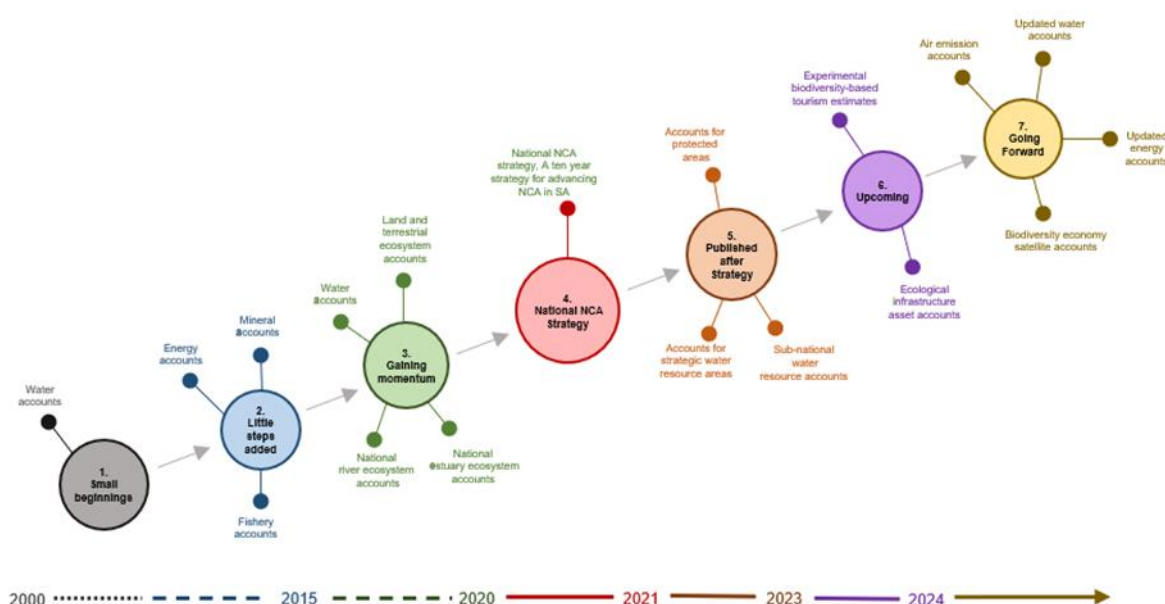 Water
accounts
1.
Small
beginnings
Energy
accounts
Mineral
accounts
2.
Little
steps
added
Fishery
accounts
Water
accounts
Land and
terrestrial
ecosystem
accounts
3.
Gaining
momentum
National
river ecosystem
accounts
National
estuary ecosystem
accounts
National NCA
strategy, A ten year
strategy for advancing
NCA in SA
4.
National NCA
Strategy
Accounts for
protected
areas
5.
Published
after
Strategy
Accounts for
strategic water
resource areas
Sub-national
water
resource accounts
Experimental
biodiversity-based
tourism estimates
6.
Upcoming
Ecological
infrastructure
asset accounts
Air emission
accounts
Updated water
accounts
7.
Going
Forward
Updated
energy
accounts
Biodiversity economy
satellite accounts
2000 2015 2020 2021 2023 2024